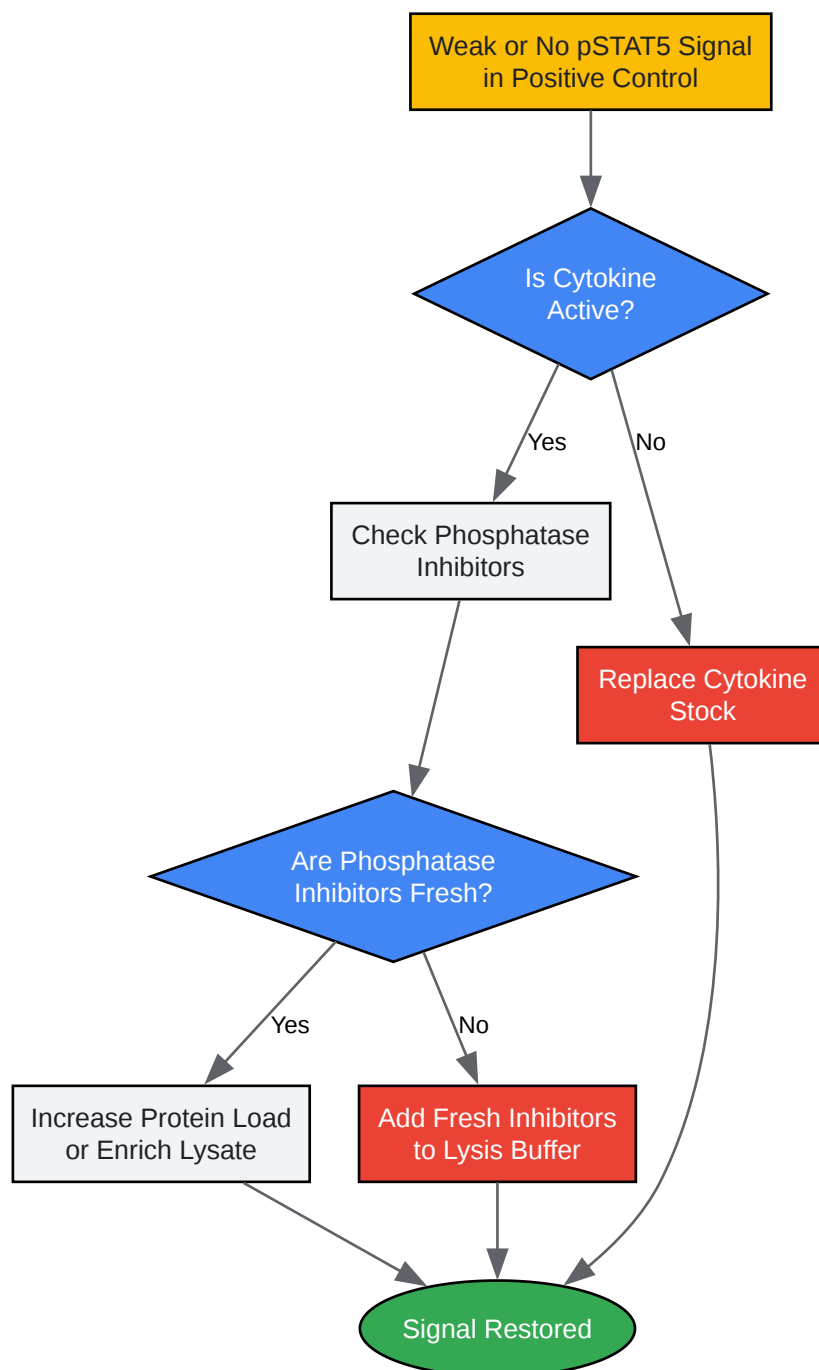 Weak or No pSTAT5 Signal
in Positive Control
Is Cytokine
Active?
Yes
No
Check Phosphatase
Inhibitors
Replace Cytokine
Stock
Are Phosphatase
Inhibitors Fresh?
Yes
No
Increase Protein Load
or Enrich Lysate
Add Fresh Inhibitors
to Lysis Buffer
Signal Restored